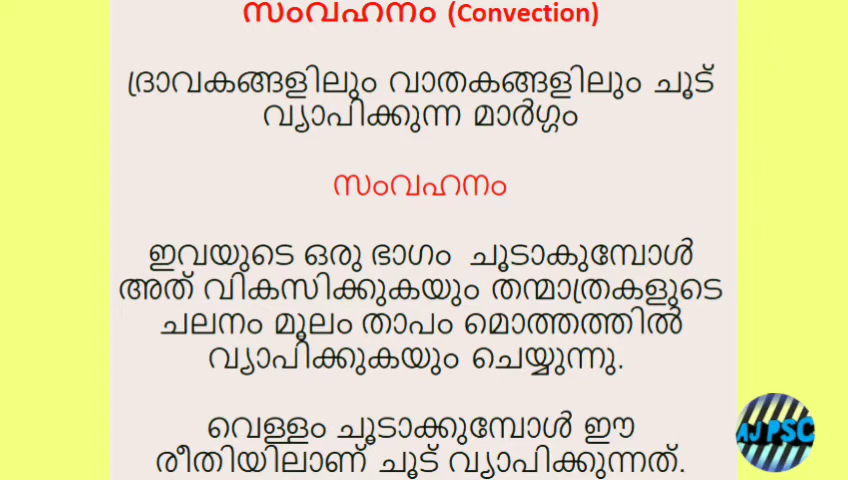 സംവഹനം (Convection)
ദ്രാവകങ്ങളിലും വാതകങ്ങളിലും ചൂട്
വ്യാപിക്കുന്ന മാർഗ്ഗം
സംവഹനം
ഇവയുടെ ഒരു ഭാഗം ചൂടാകുമ്പോൾ
അത് വികസിക്കുകയും തന്മാത്രകളുടെ
ചലനം മൂലം താപം മൊത്തത്തിൽ
വ്യാപിക്കുകയും ചെയ്യുന്നു.
വെള്ളം ചൂടാക്കുമ്പോൾ ഈ
രീതിയിലാണ് ചൂട് വ്യാപിക്കുന്നത്.
AJ PSC